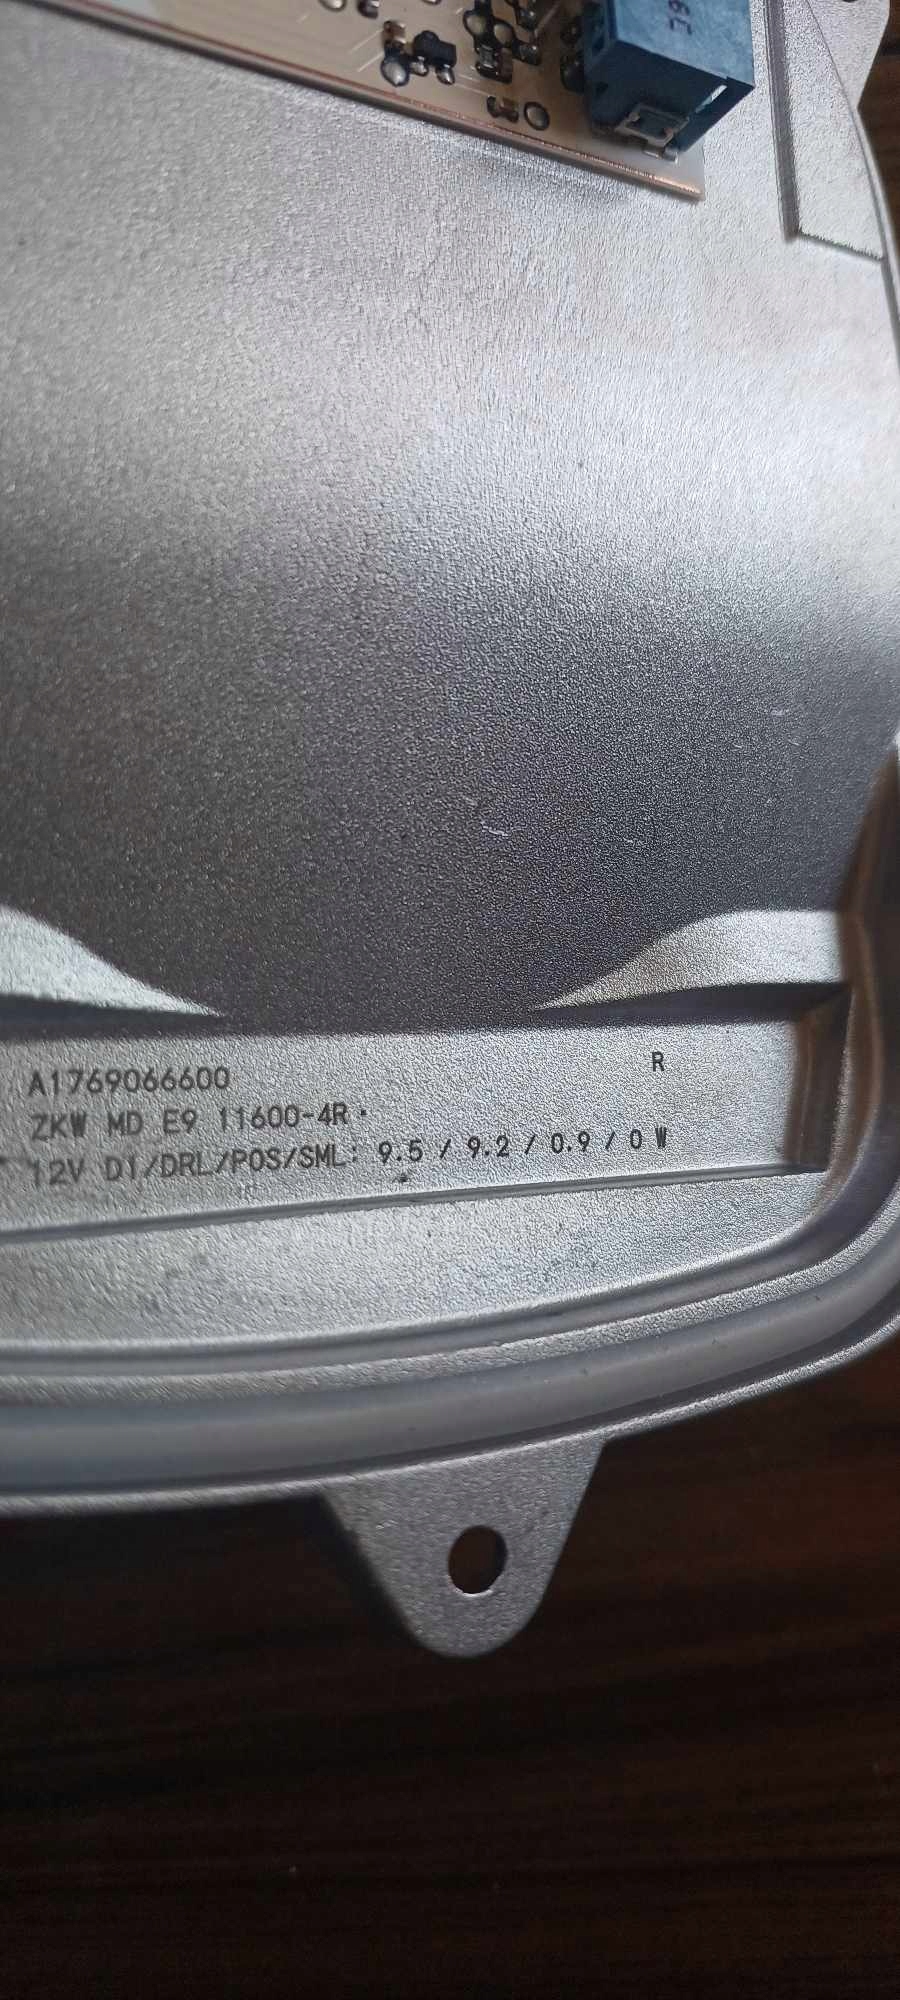 A1769066600
R
ZKW MD E9 11600-4R
12V D1/DRL/POS/SML: 9.5 / 9.2 / 0.9 / 0 W